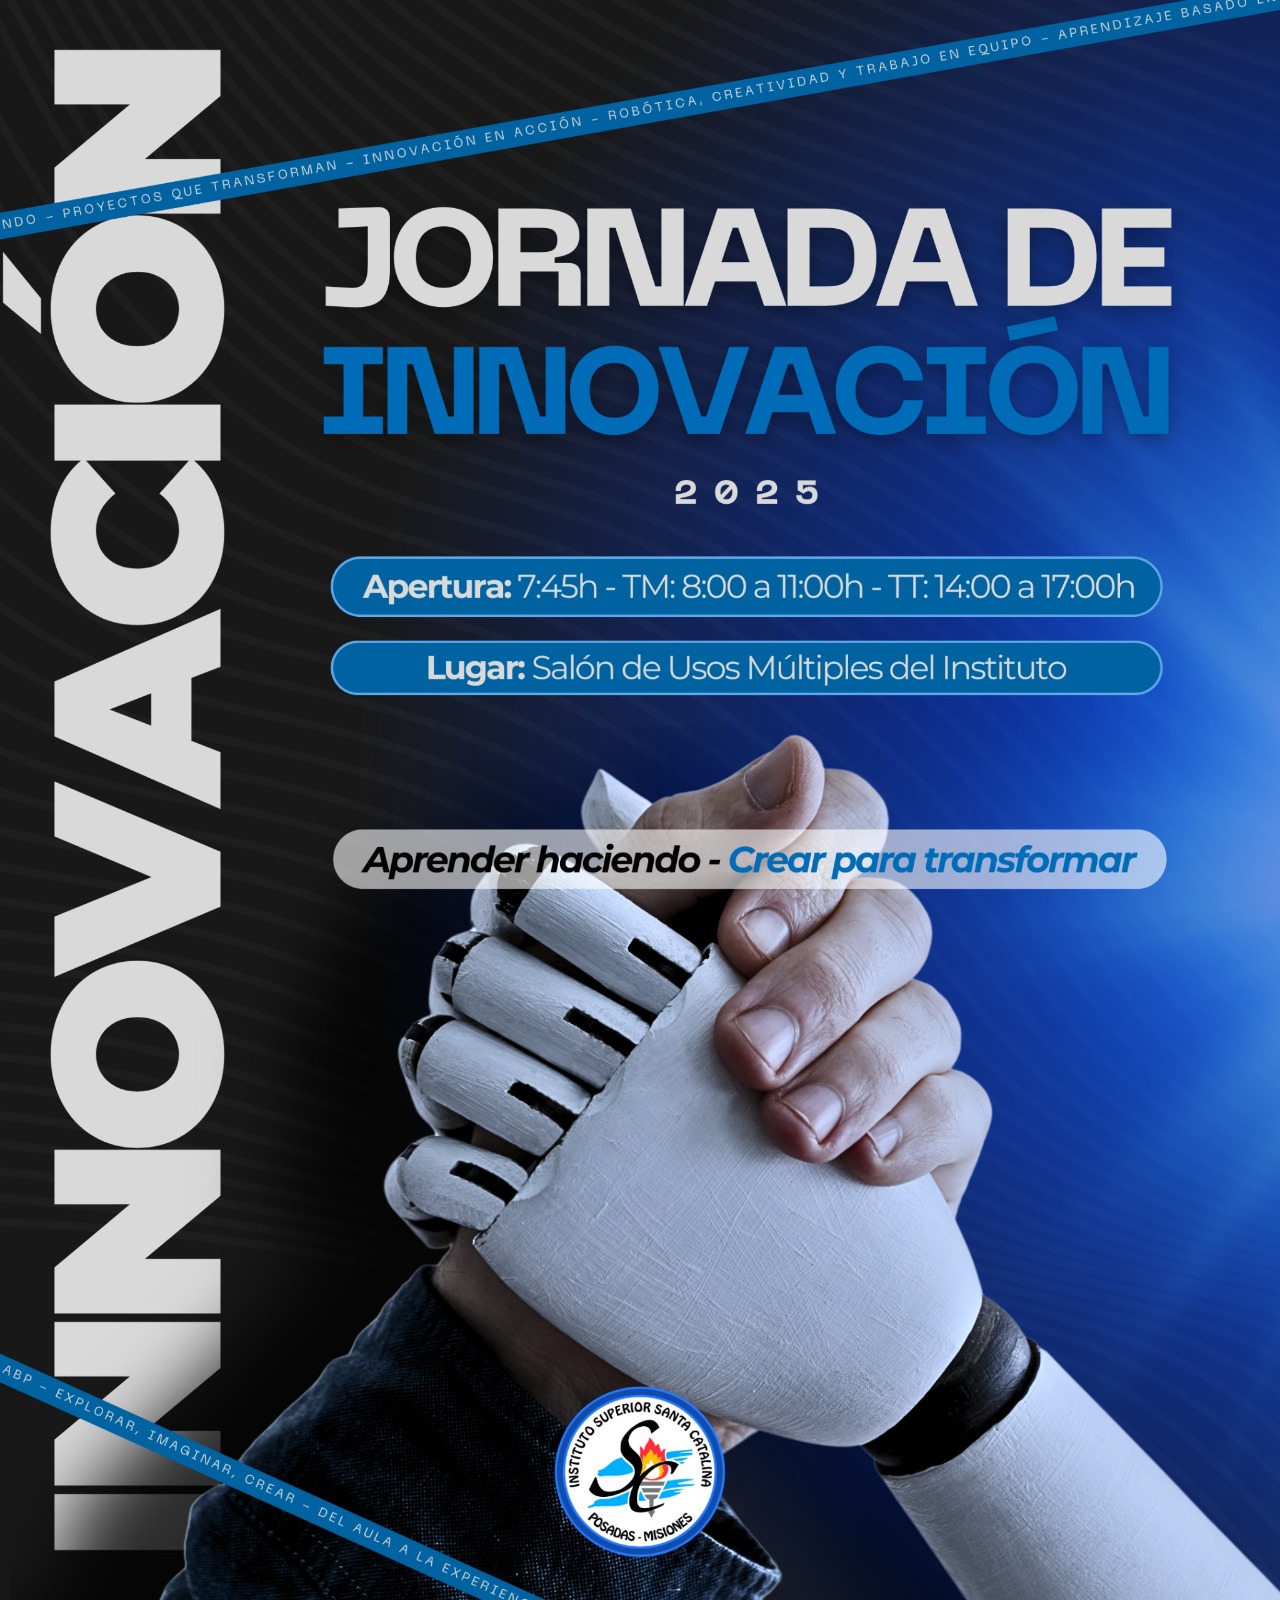 NDO - PROYECTOS QUE TRANSFORMAN - INNOVACIÓN EN ACCIÓN - ROBÓTICA, CREATIVIDAD Y TRABAJO EN EQUIPO - APRENDIZAJE BASADO
INNOVACIÓN
JORNADA DE
INNOVACIÓN
2025
Apertura: 7:45h - TM: 8:00 a 11:00h - TT: 14:00 a 17:00h
Lugar: Salón de Usos Múltiples del Instituto
Aprender haciendo - Crear para transformar
ABP - EXPLORAR, IMAGINAR, CREAR - DEL AULA A LA EXPERIENC
INSTITUTO SUPERIOR SANTA CATALINA
SC
POSADAS - MISIONES